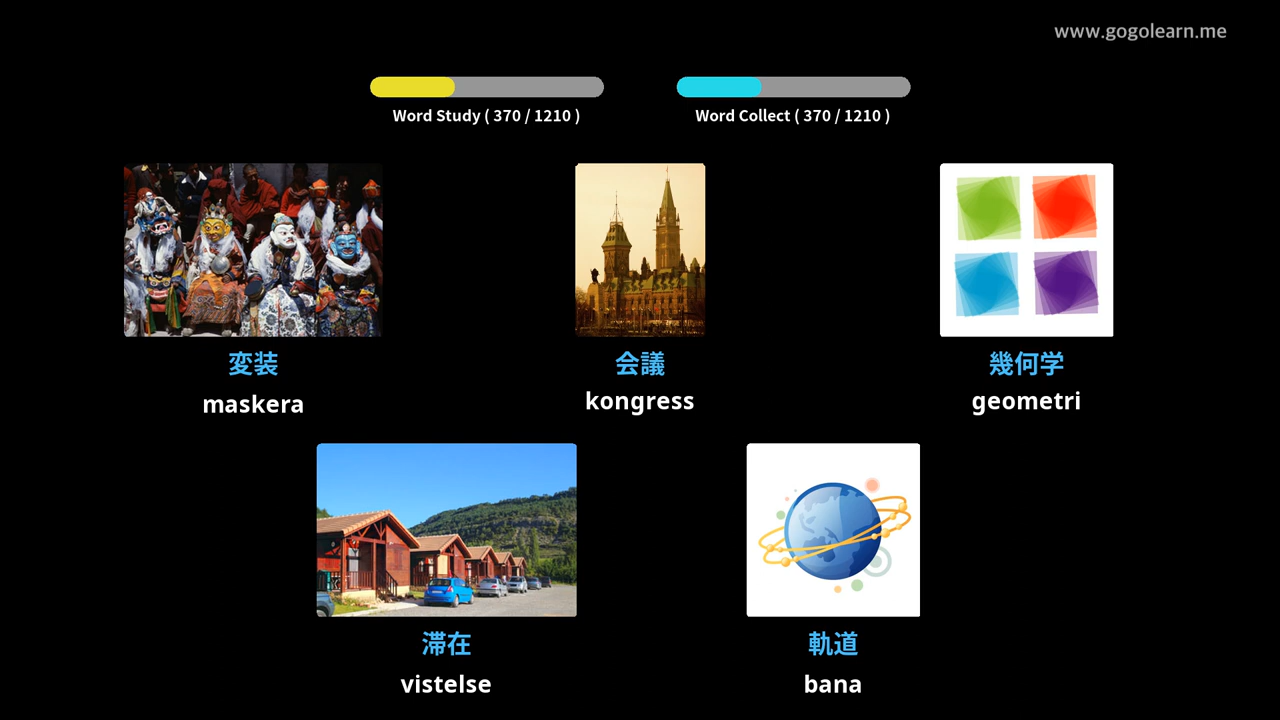 www.gogolearn.me
Word Study ( 370 / 1210 )
Word Collect ( 370 / 1210 )
変装
maskera
会議
kongress
幾何学
geometri
滞在
vistelse
軌道
bana